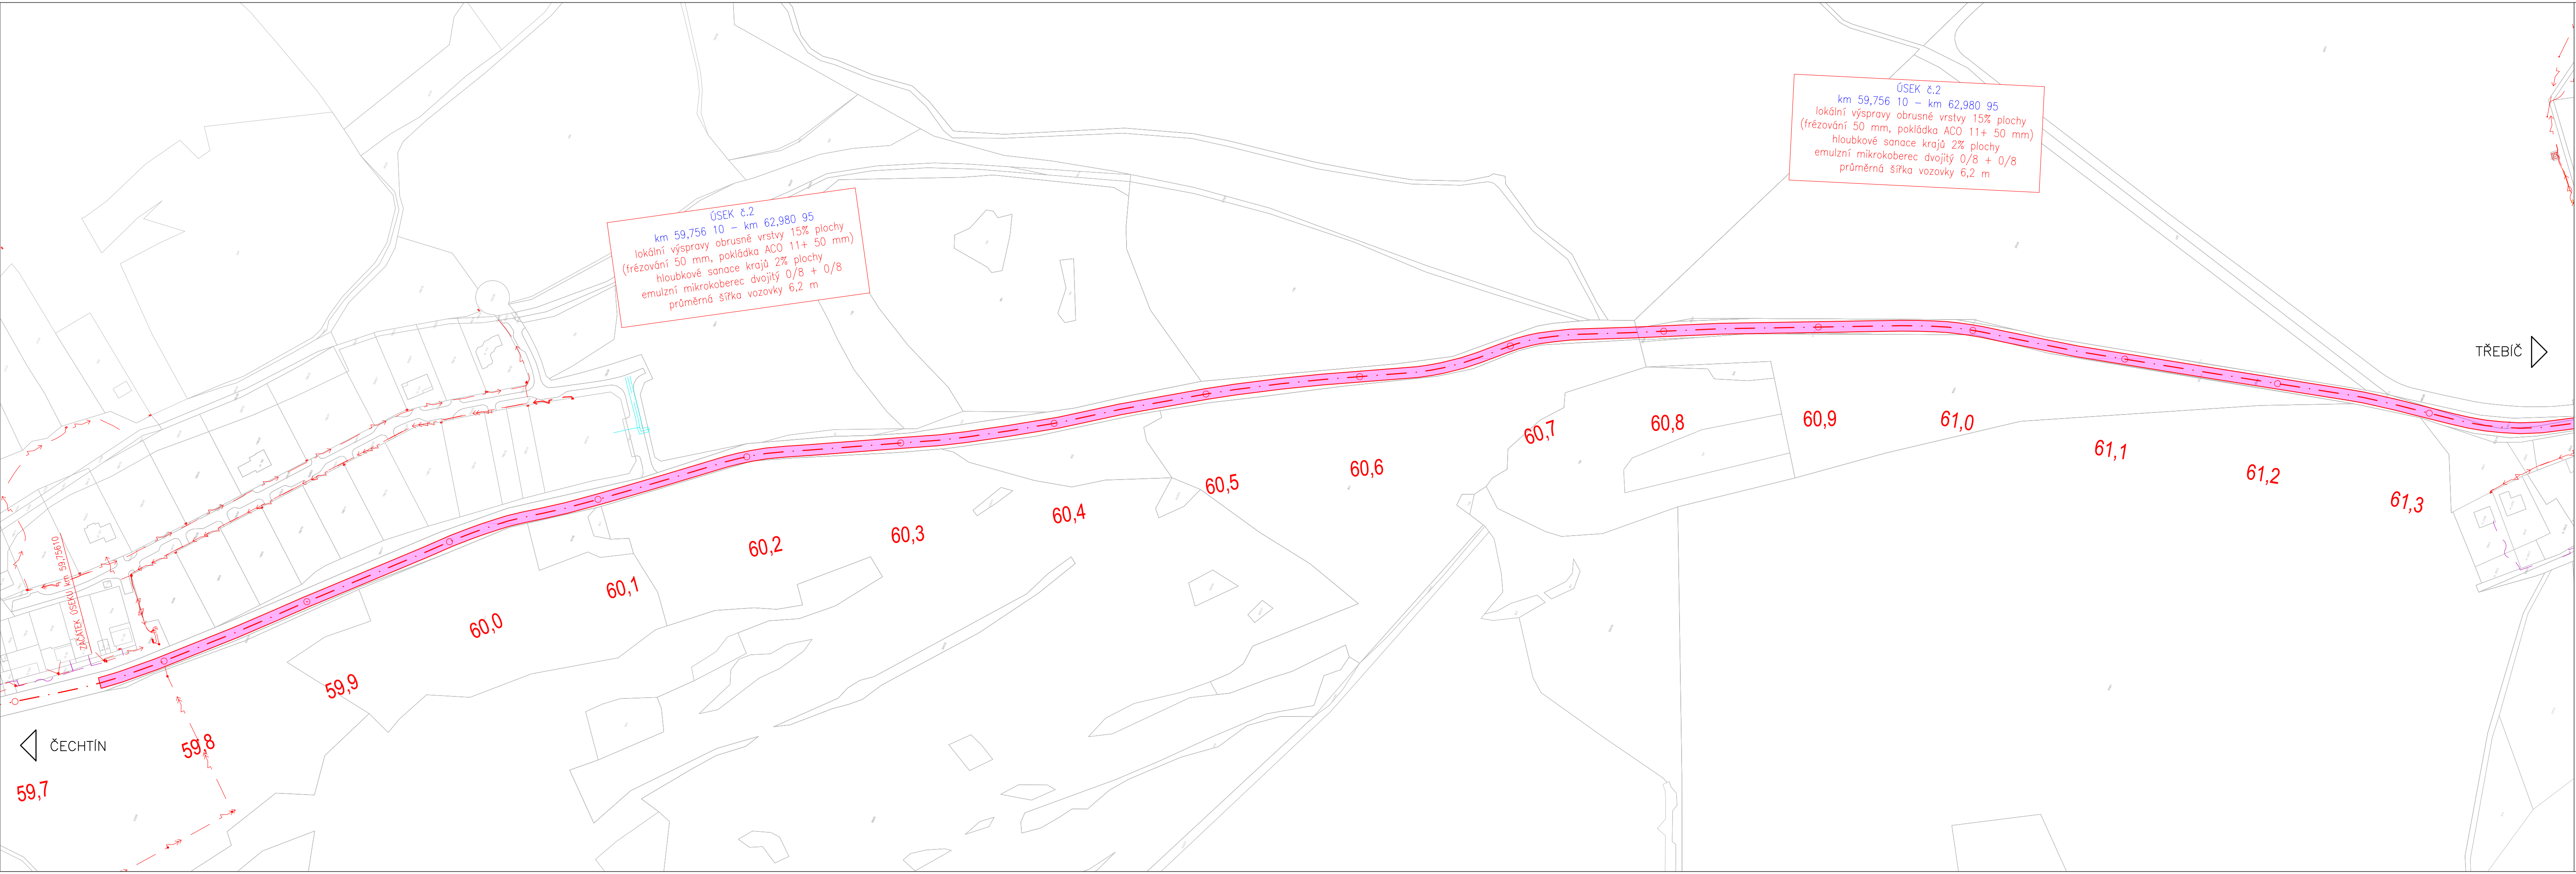 ÚSEK č.2
km 59,756 10 – km 62,980 95
lokální výspravy obrusné vrstvy 15% plochy
(frézování 50 mm, pokládka ACO 11+ 50 mm)
hloubkové sanace krajů 2% plochy
emulzní mikrokoberec dvojitý 0/8 + 0/8
průměrná šířka vozovky 6,2 m
ÚSEK č.2
km 59,756 10 – km 62,980 95
lokální výspravy obrusné vrstvy 15% plochy
(frézování 50 mm, pokládka ACO 11+ 50 mm)
hloubkové sanace krajů 2% plochy
emulzní mikrokoberec dvojitý 0/8 + 0/8
průměrná šířka vozovky 6,2 m
TŘEBÍČ
ZAČÁTEK ÚSEKU km 59,75610
ČECHTÍN
59,7
59,8
59,9
60,0
60,1
60,2
60,3
60,4
60,5
60,6
60,7
60,8
60,9
61,0
61,1
61,2
61,3